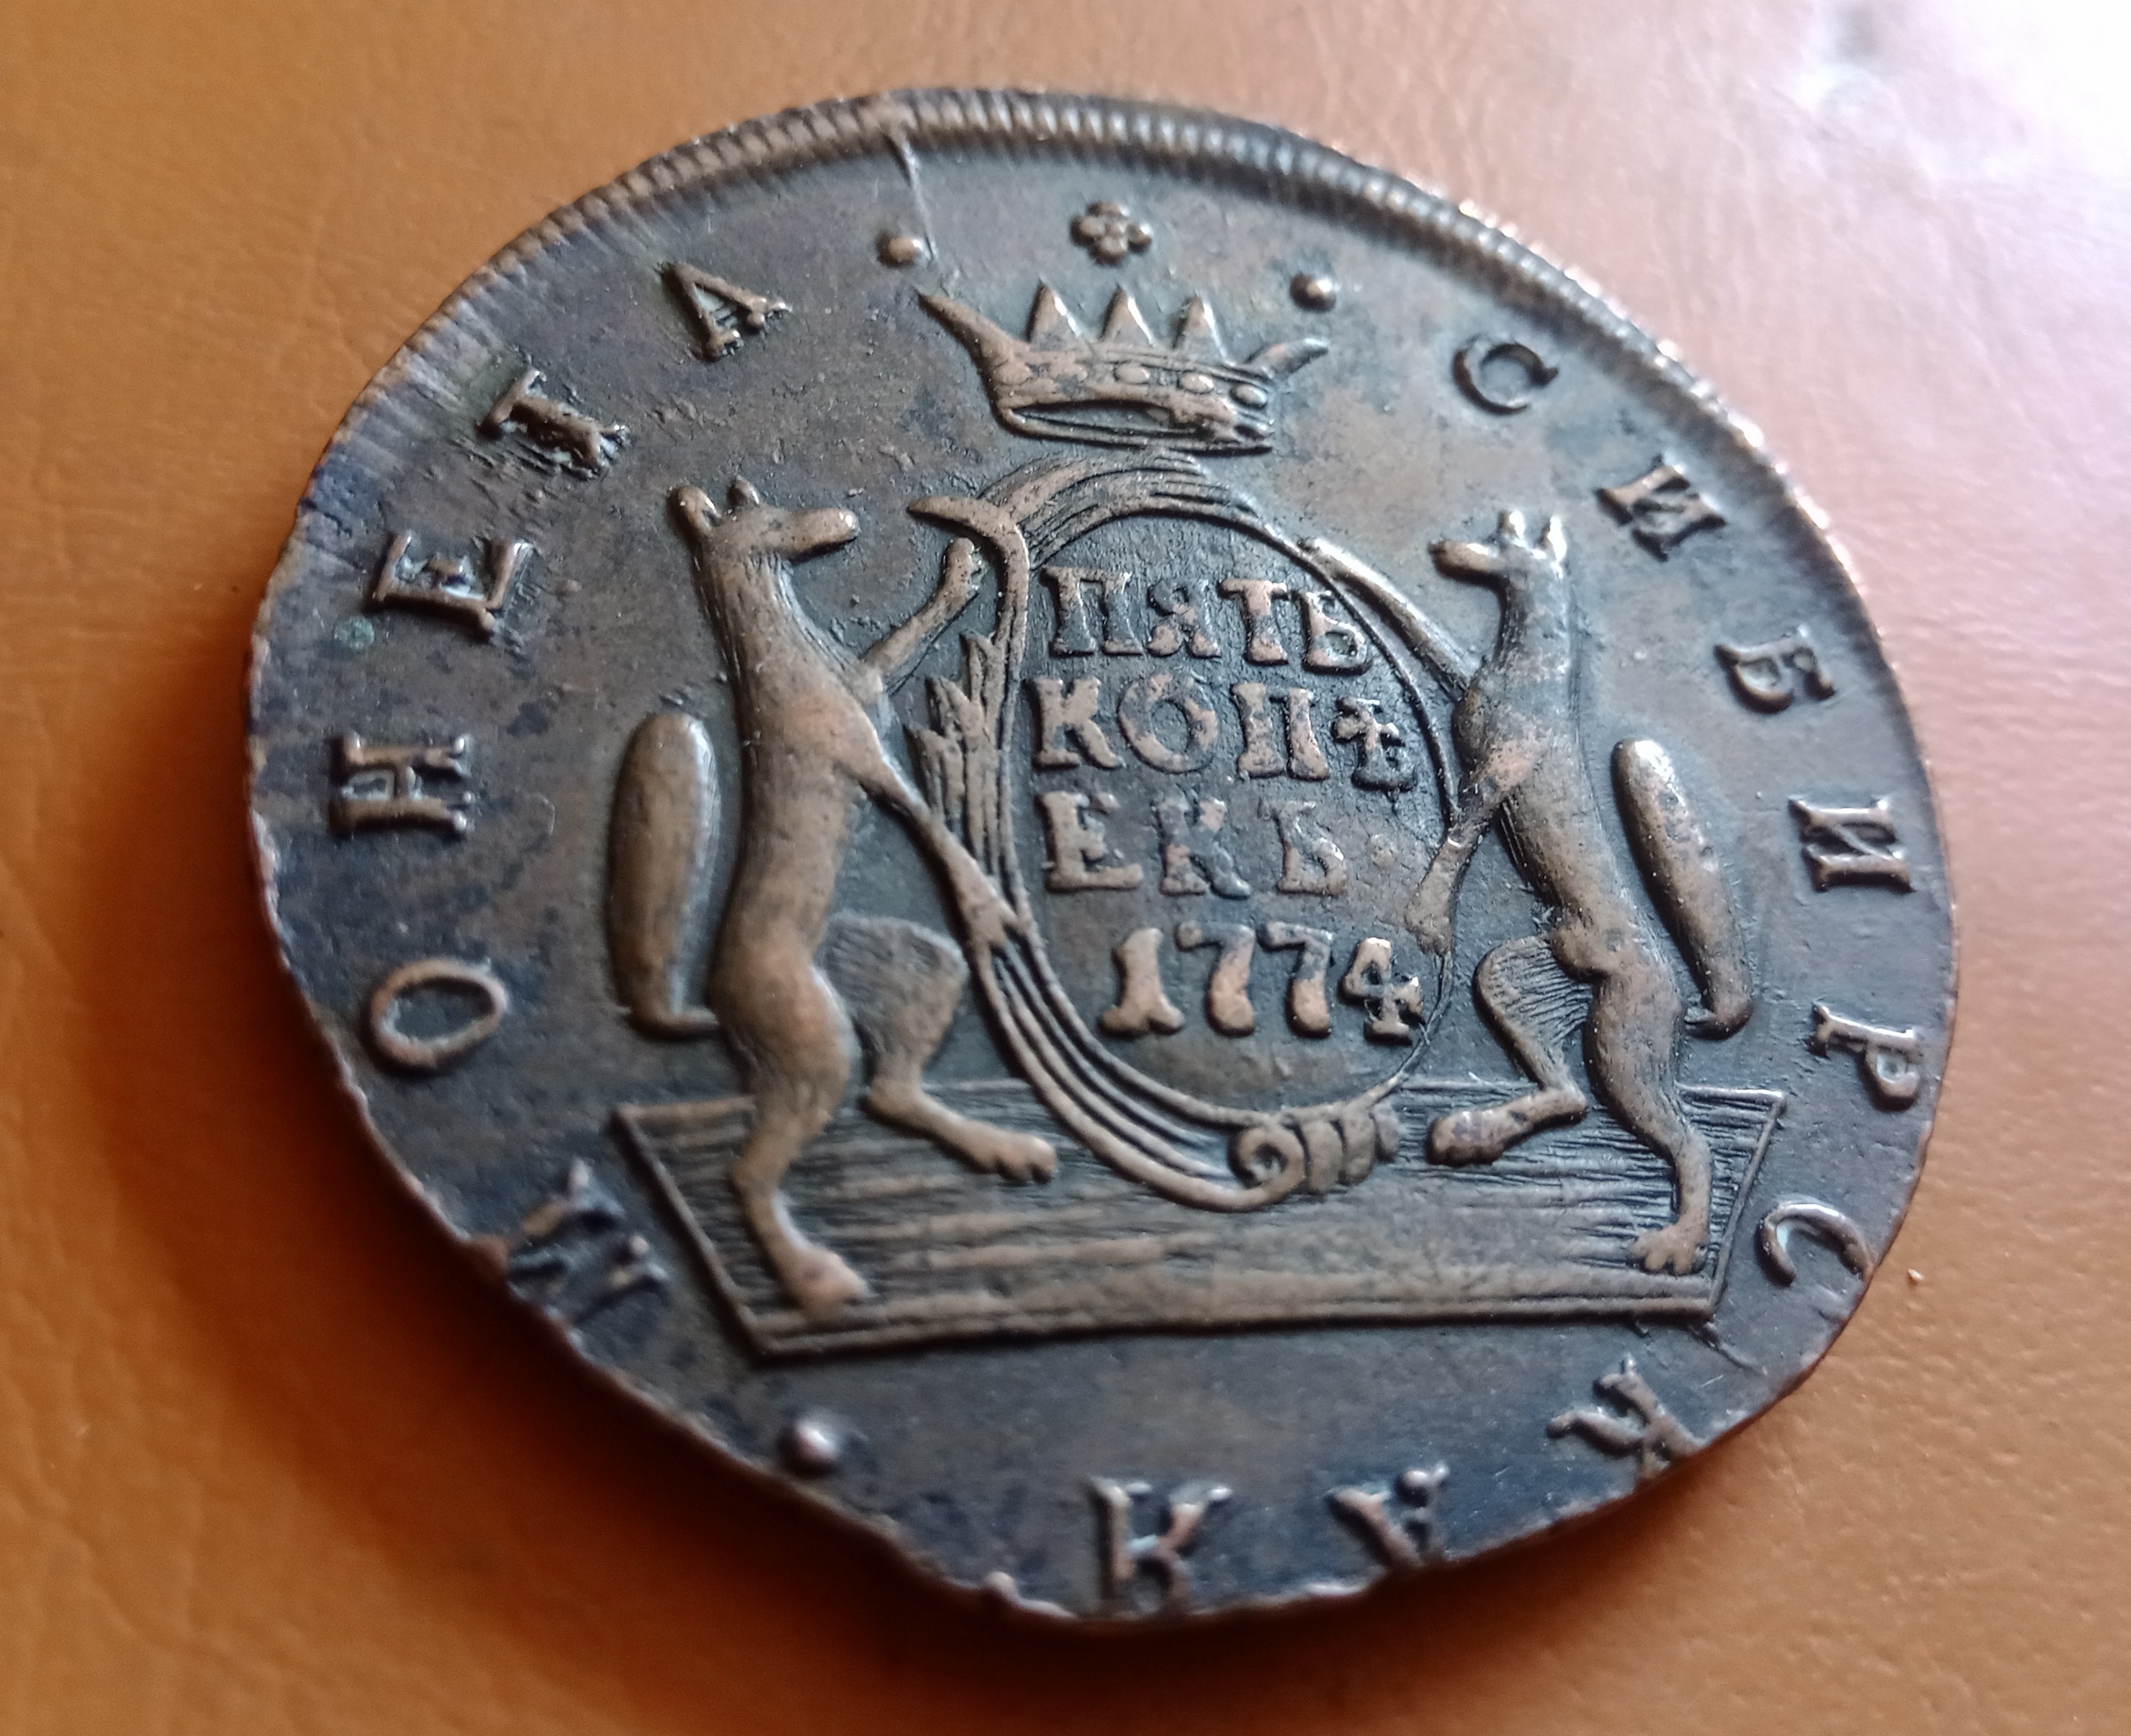 СИБИРСКАЯ · МОНЕТА ·
ПЯТЬ
КОПѢ
ЕКЪ·
1774